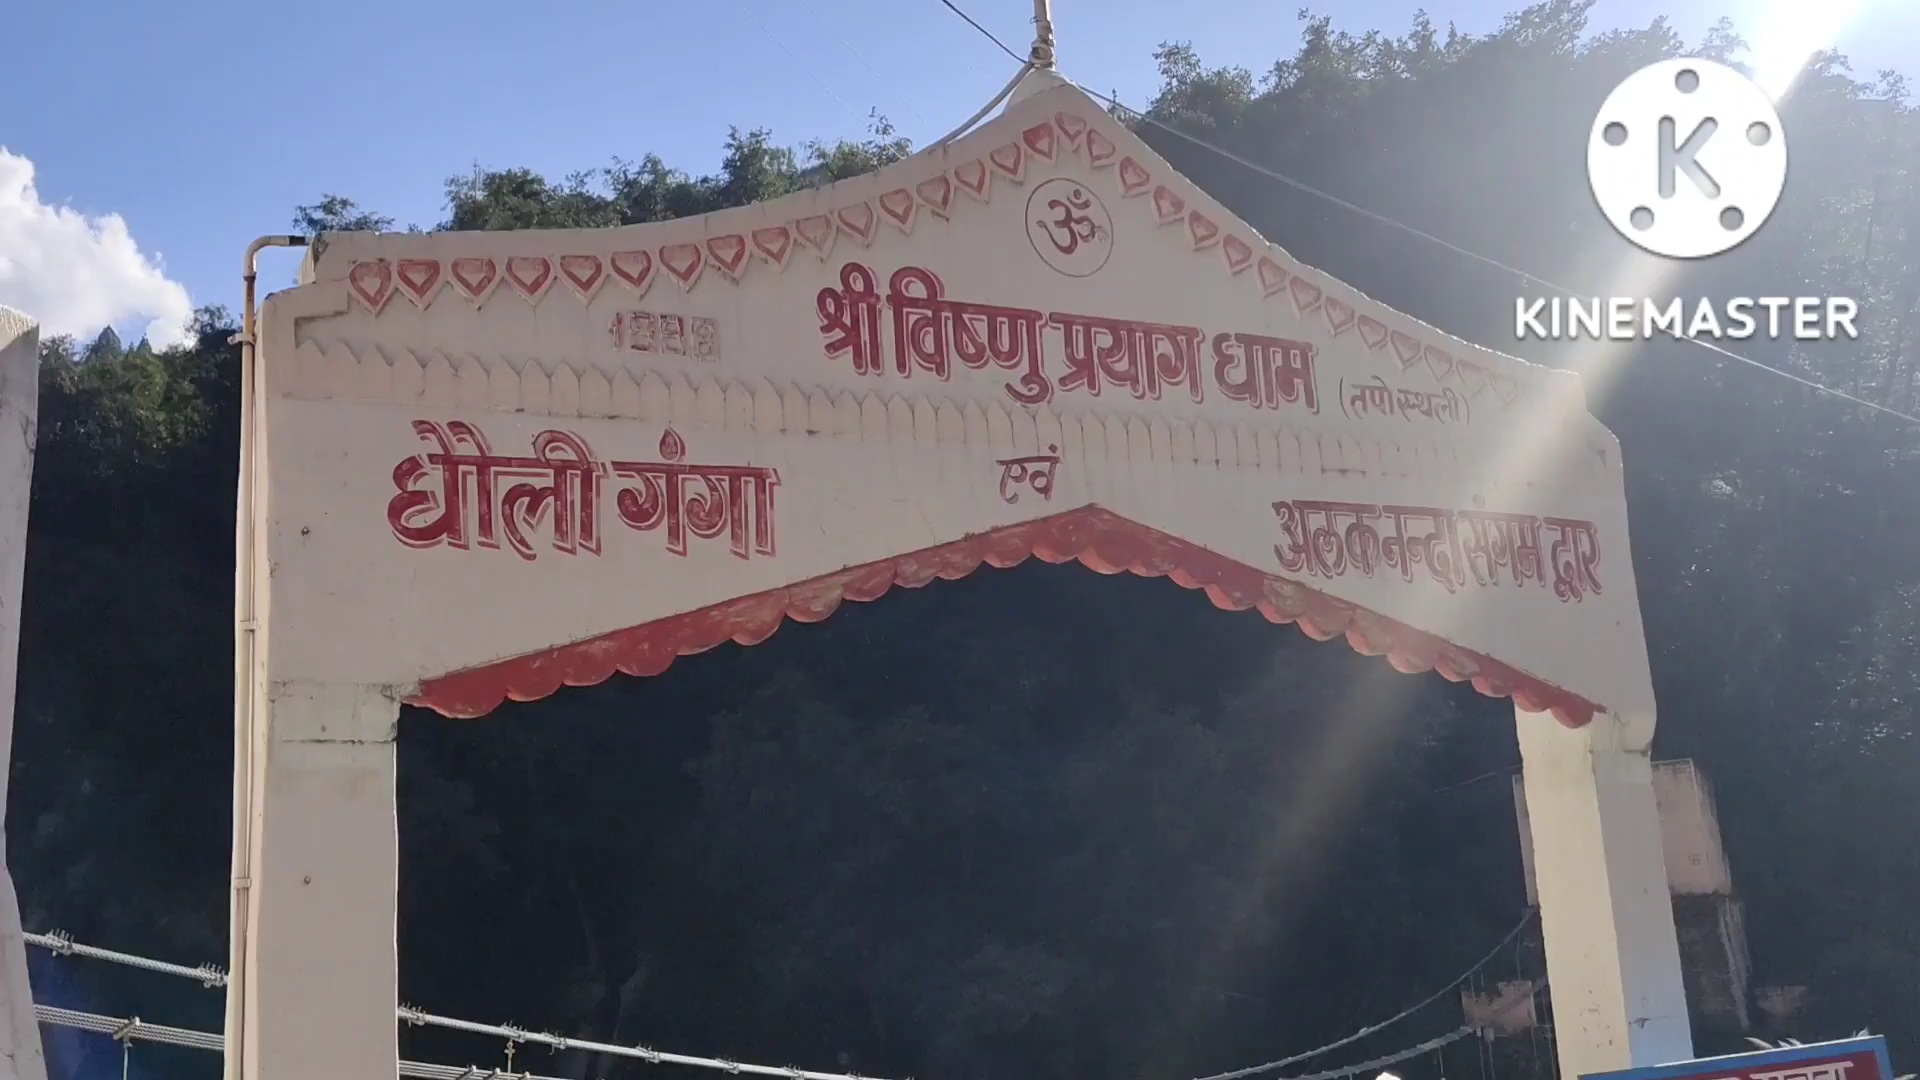 ॐ
श्री विष्णु प्रयाग धाम (तपोस्थली)
धौली गंगा एवं अलकनन्दा संगम द्वार
KINEMASTER